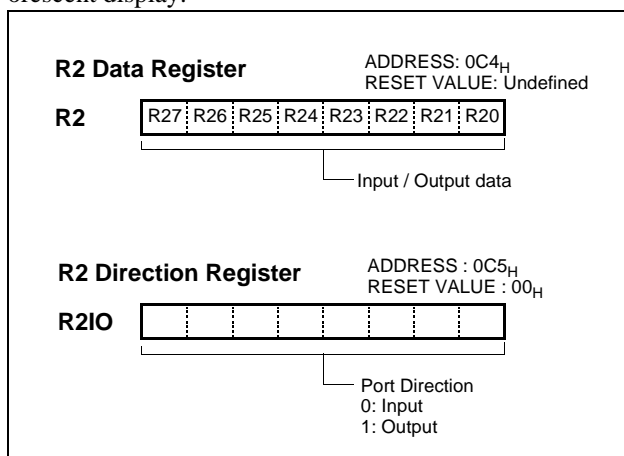 orescent display.
R2 Data Register
ADDRESS: 0C4H
RESET VALUE: Undefined
R2
R27 R26 R25 R24 R23 R22 R21 R20
Input / Output data
R2 Direction Register
ADDRESS : 0C5H
RESET VALUE : 00H
R2IO
Port Direction
0: Input
1: Output